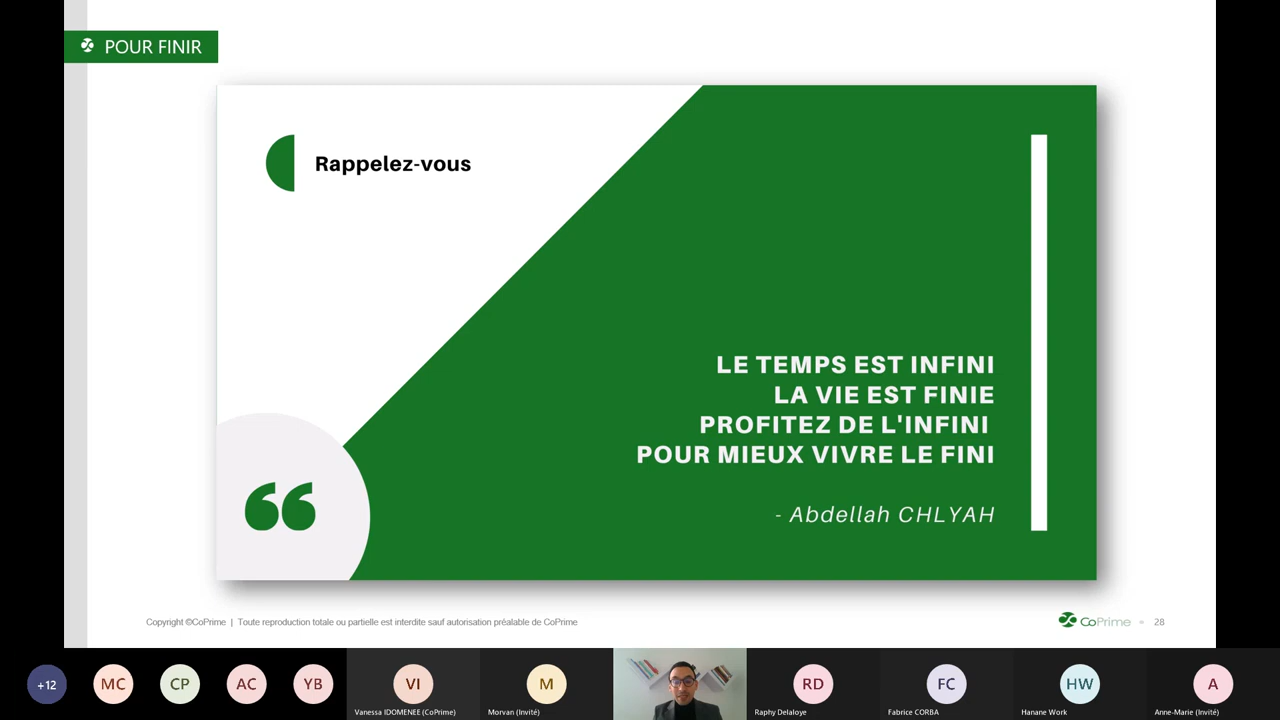 POUR FINIR
Rappelez-vous
LE TEMPS EST INFINI
LA VIE EST FINIE
PROFITEZ DE L'INFINI
POUR MIEUX VIVRE LE FINI
- Abdellah CHLYAH
“
Copyright ©CoPrime | Toute reproduction totale ou partielle est interdite sauf autorisation préalable de CoPrime
CoPrime
28
+12
MC
CP
AC
YB
VI
M
RD
FC
HW
A
Vanessa IDOMENEE (CoPrime)
Morvan (Invité)
Raphy Delaloye
Fabrice CORBA
Hanane Work
Anne-Marie (Invité)